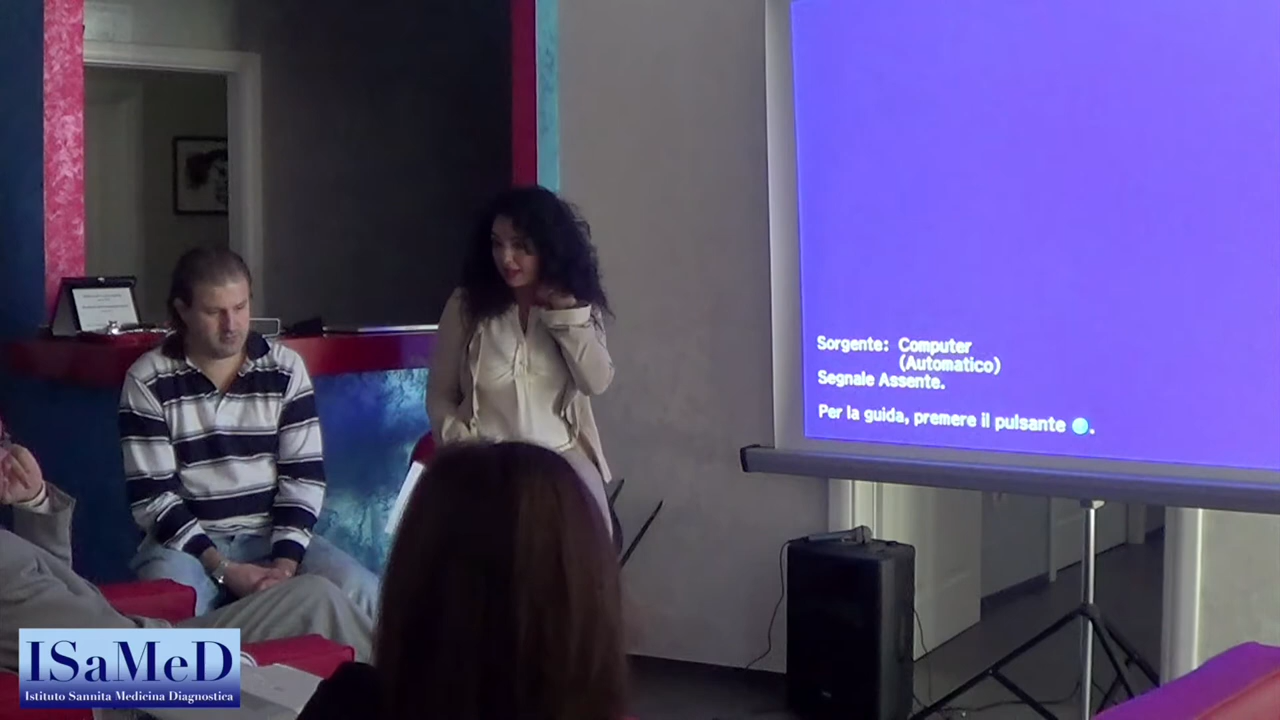 Sorgente: Computer
(Automatico)
Segnale Assente.
Per la guida, premere il pulsante .
ISaMeD
Istituto Sannita Medicina Diagnostica